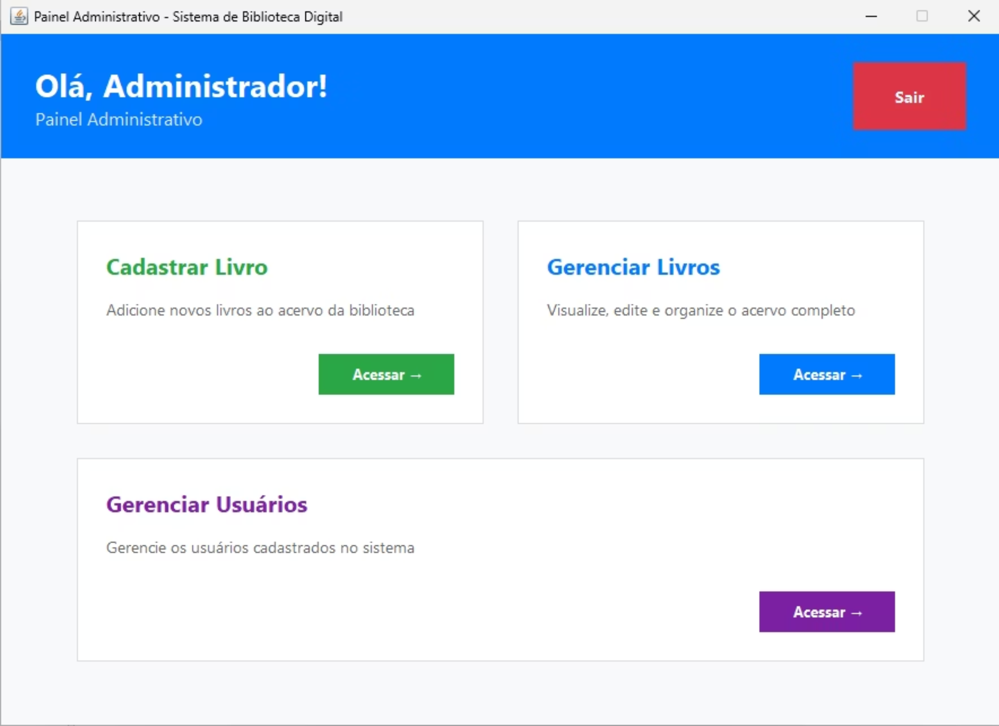 Painel Administrativo - Sistema de Biblioteca Digital
Olá, Administrador!
Painel Administrativo
Sair
Cadastrar Livro
Adicione novos livros ao acervo da biblioteca
Acessar →
Gerenciar Livros
Visualize, edite e organize o acervo completo
Acessar →
Gerenciar Usuários
Gerencie os usuários cadastrados no sistema
Acessar →